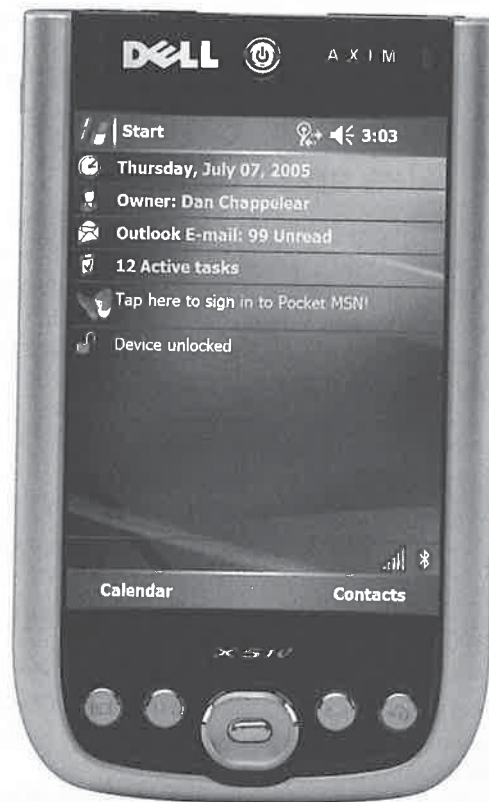 DELL AXIM
Start 3:03
Thursday, July 07, 2005
Owner: Dan Chappelear
Outlook E-mail: 99 Unread
12 Active tasks
Tap here to sign in to Pocket MSN!
Device unlocked
Calendar Contacts
X51v